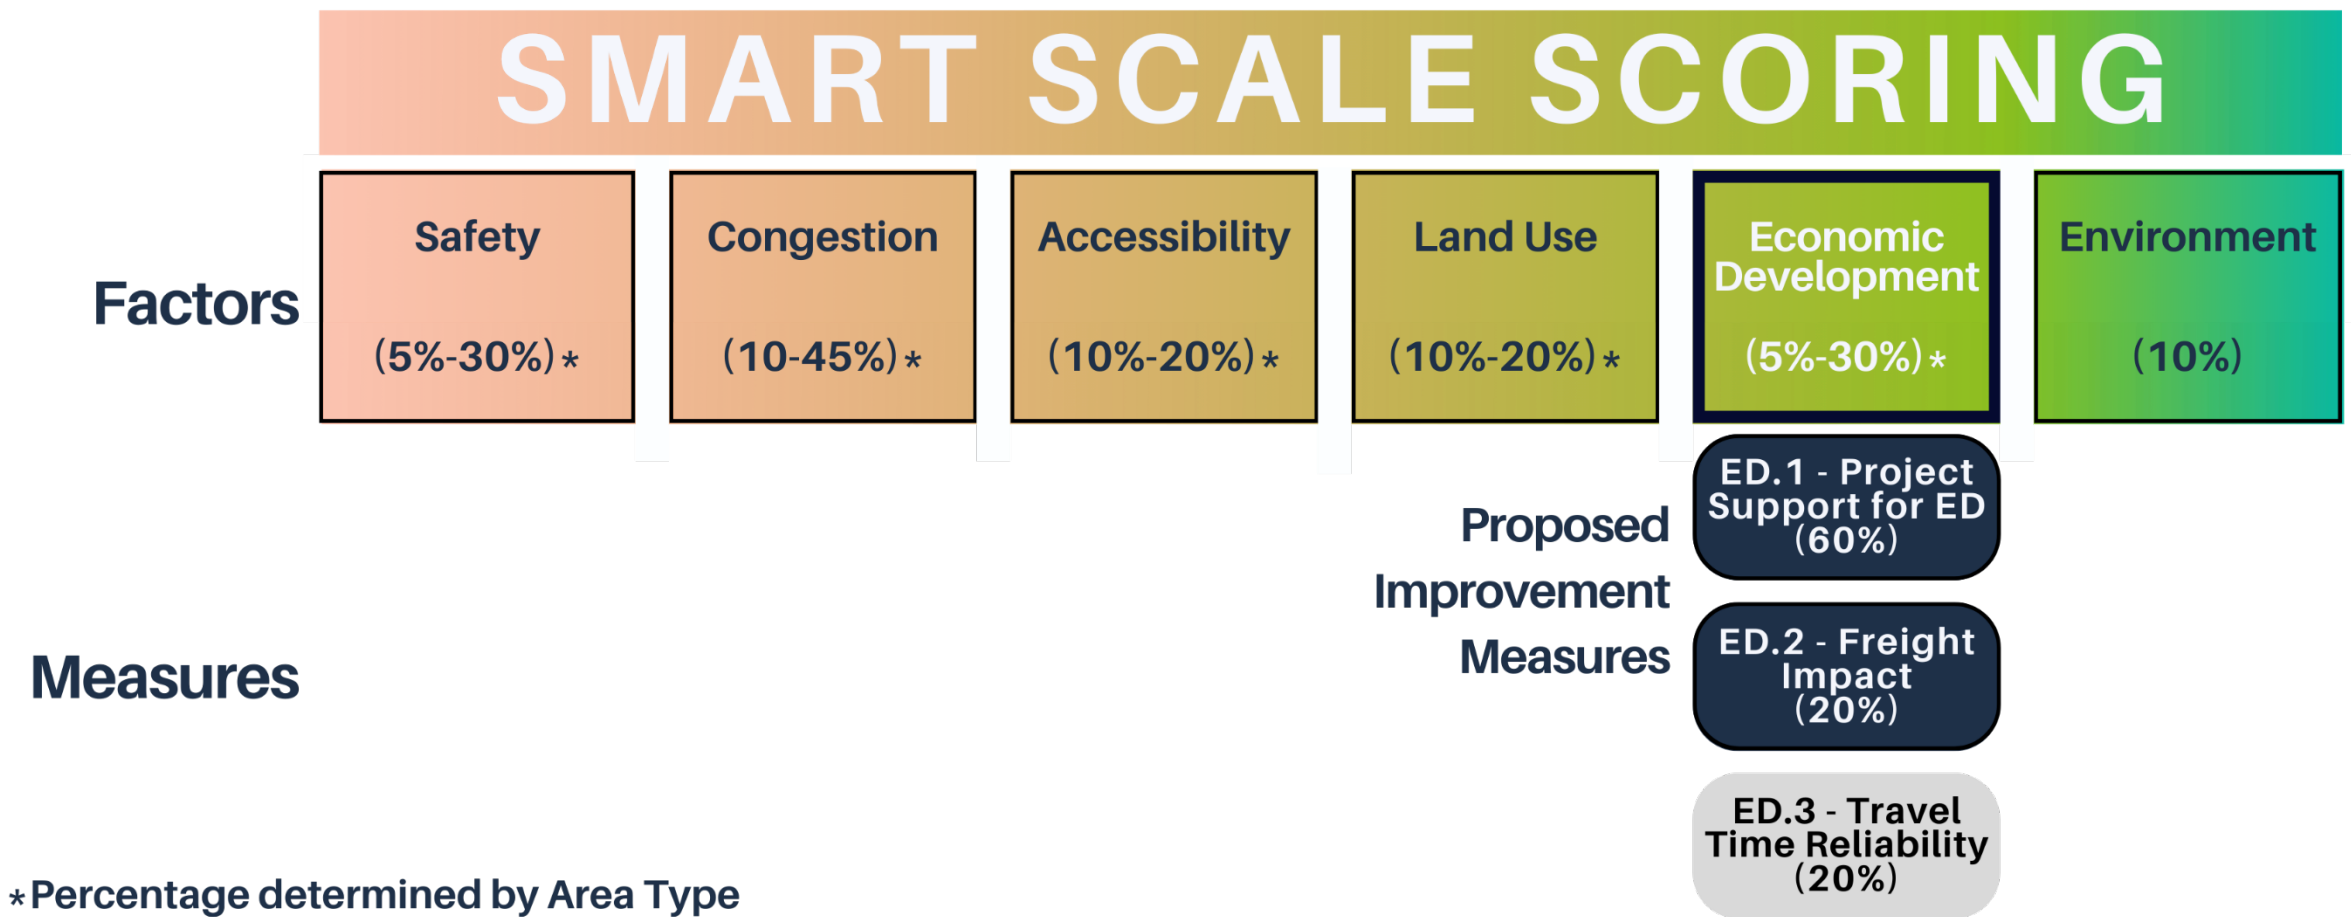 SMART SCALE SCORING
Factors
Safety
(5%-30%)*
Congestion
(10-45%)*
Accessibility
(10%-20%)*
Land Use
(10%-20%)*
Economic
Development
(5%-30%)*
Environment
(10%)
Measures
Proposed
Improvement
Measures
ED.1 - Project
Support for ED
(60%)
ED.2 - Freight
Impact
(20%)
ED.3 - Travel
Time Reliability
(20%)
*Percentage determined by Area Type